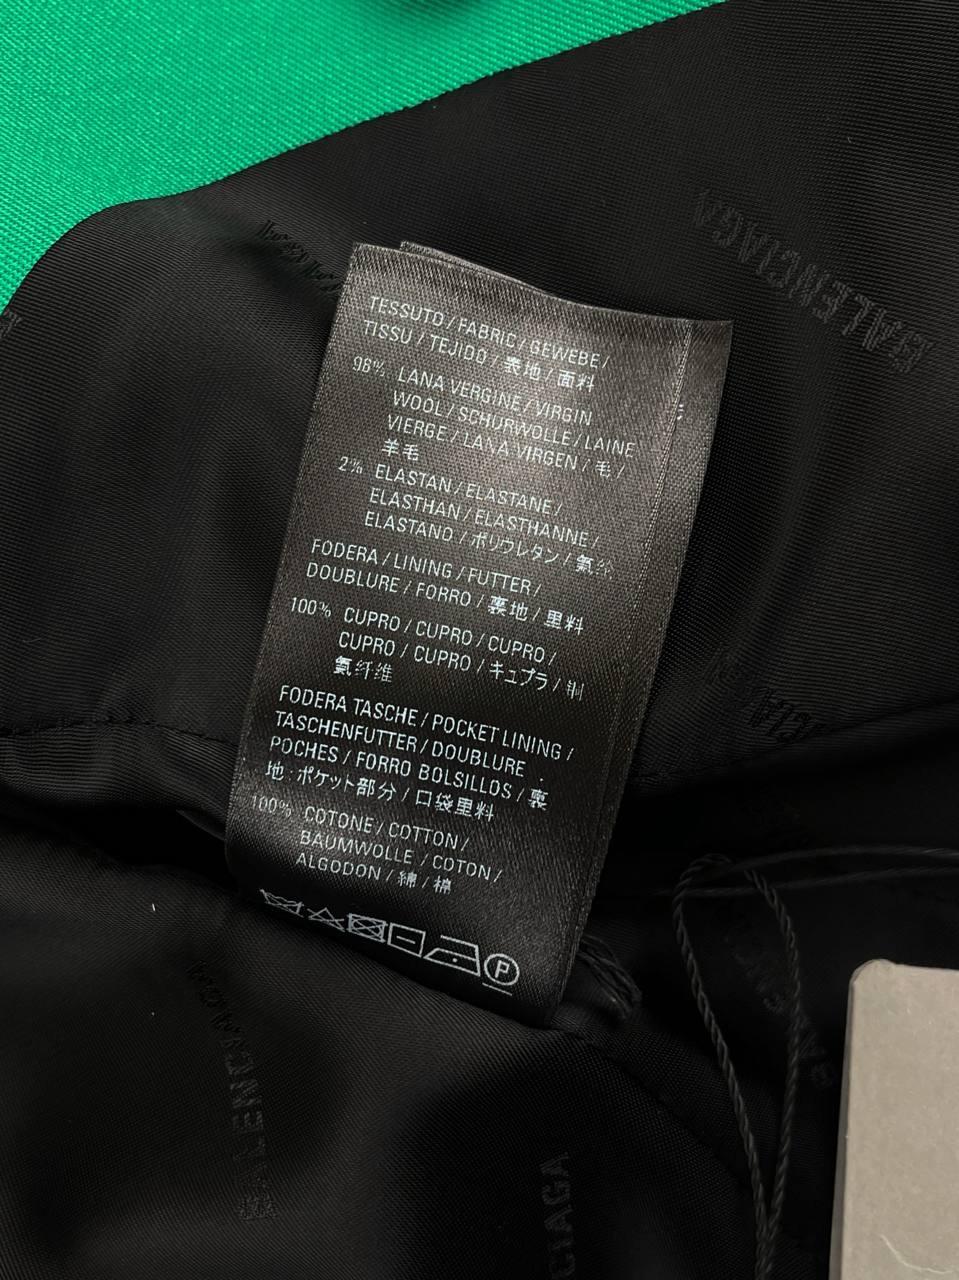 BALENCIAGA
TESSUTO / FABRIC / GEWEBE /
TISSU / TEJIDO / 表地 / 面料
98% LANA VERGINE / VIRGIN
WOOL / SCHURWOLLE / LAINE
VIERGE / LANA VIRGEN / 毛 /
羊毛
2% ELASTAN / ELASTANE /
ELASTHAN / ELASTHANNE /
ELASTANO / ポリウレタン / 氨纶
FODERA / LINING / FUTTER /
DOUBLURE / FORRO / 裏地 / 里料
100% CUPRO / CUPRO / CUPRO /
CUPRO / CUPRO / キュプラ / 铜
氨纤维
FODERA TASCHE / POCKET LINING /
TASCHENFUTTER / DOUBLURE
POCHES / FORRO BOLSILLOS / 裏
地:ポケット部分 / 口袋里料
100% COTONE / COTTON /
BAUMWOLLE / COTON /
ALGODON / 綿 / 棉
P
BALENCIAGA